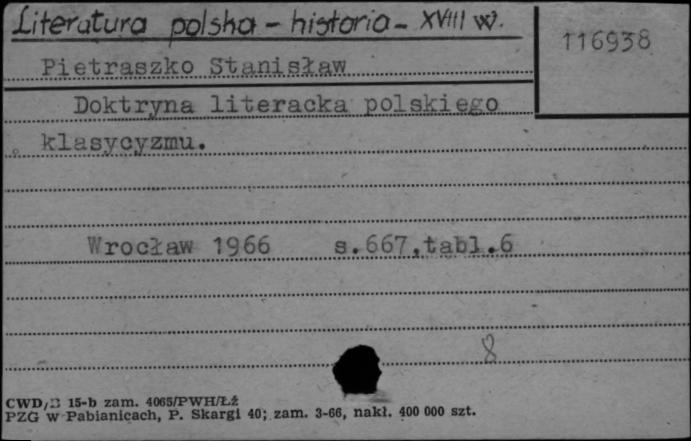 Literatura polska - historia - XVIII w.
116938
Pietraszko Stanisław
Doktryna literacka polskiego
klasycyzmu.
Wrocław 1966 s.667,tabl.6
8
CWD/B 15-b zam. 4065/PWH/Łź
PZG w Pabianicach, P. Skargi 40; zam. 3-66, nakł. 400 000 szt.